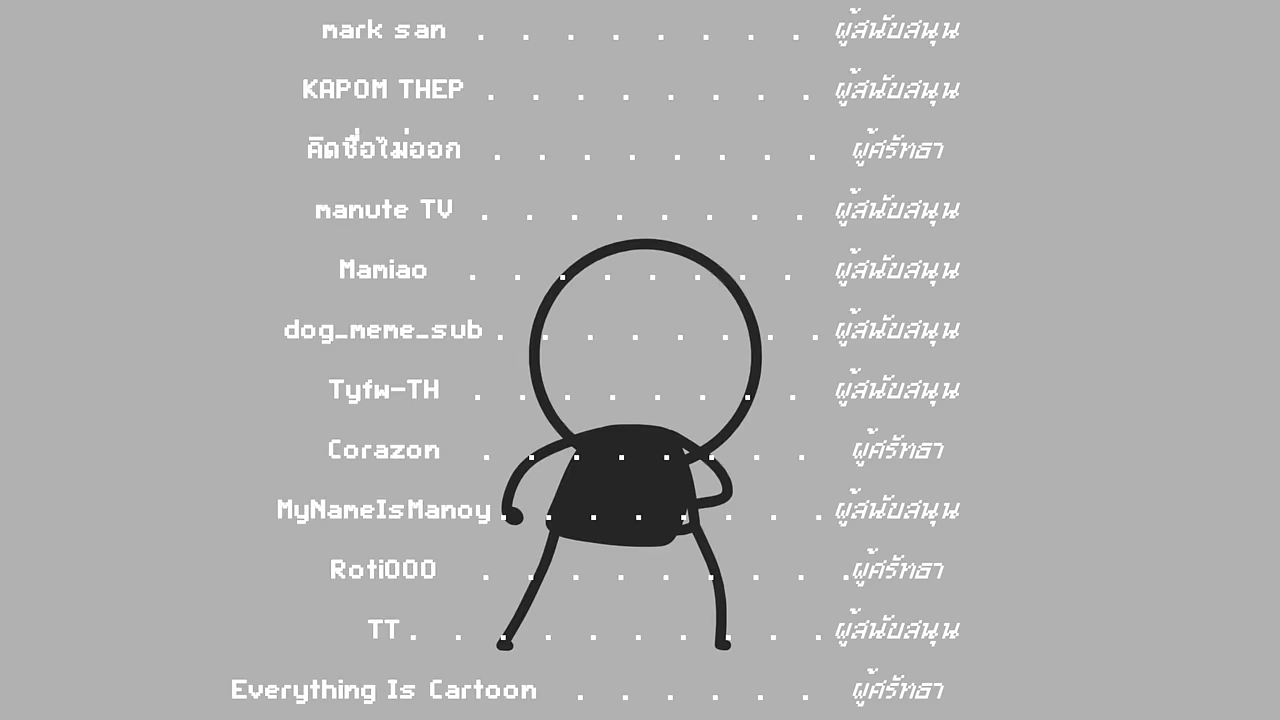 mark san . . . . . . . . ผู้สนับสนุน
KAPOM THEP . . . . . . . . ผู้สนับสนุน
คิดชื่อไม่ออก . . . . . . . . ผู้ศรัทธา
manute TV . . . . . . . . ผู้สนับสนุน
Mamiao . . . . . . . . ผู้สนับสนุน
dog_meme_sub . . . . . . . . ผู้สนับสนุน
Tyfw-TH . . . . . . . . ผู้สนับสนุน
Corazon . . . . . . . . ผู้ศรัทธา
MyNameIsManoy . . . . . . . . ผู้สนับสนุน
Roti000 . . . . . . . . . ผู้ศรัทธา
TT . . . . . . . . . . ผู้สนับสนุน
Everything Is Cartoon . . . . . . ผู้ศรัทธา